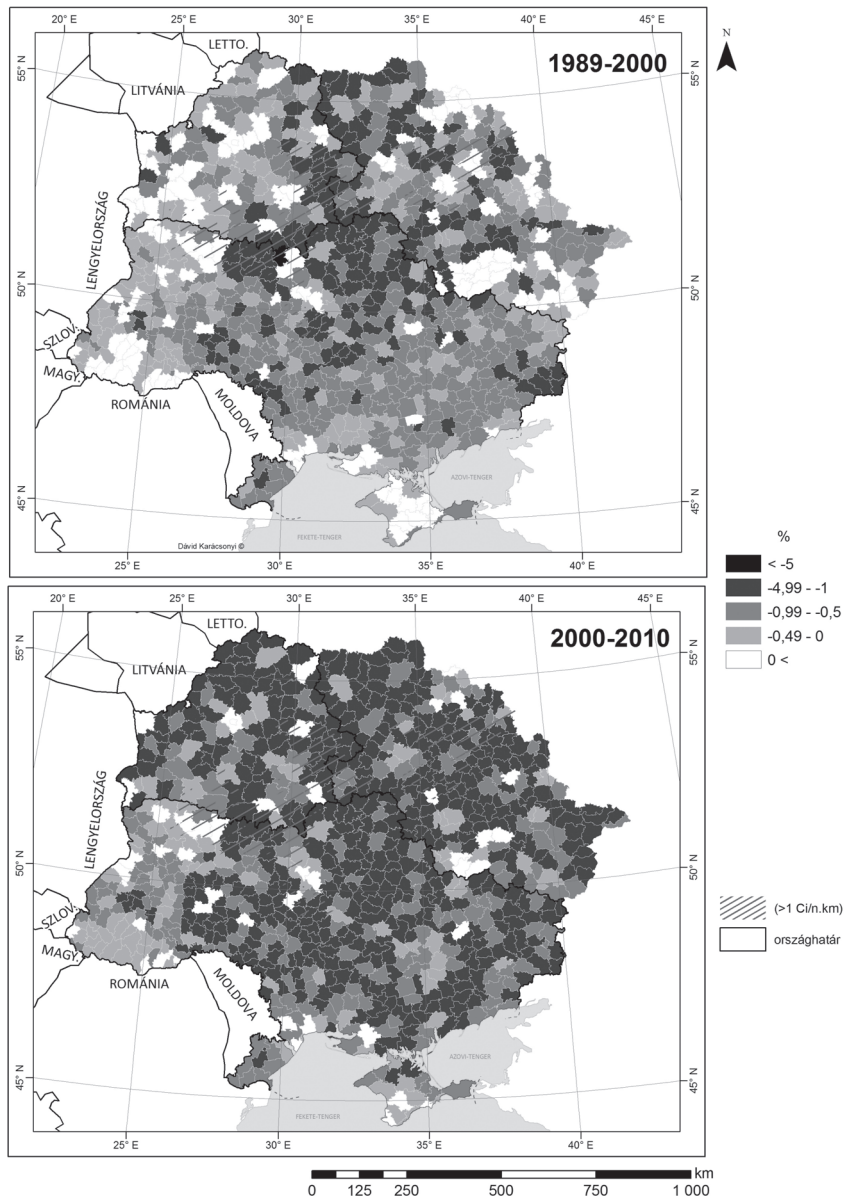 20° E 25° E 30° E 35° E 40° E 45° E
N
1989-2000
LETTO.
LITVÁNIA
LENGYELORSZÁG
SZLOV.
MAGY.
ROMÁNIA
MOLDOVA
AZOVI-TENGER
FEKETE-TENGER
Dávid Karácsonyi ©
55° N
50° N
45° N
55° N
50° N
45° N
25° E 30° E 35° E 40° E
%
< -5
-4,99 - -1
-0,99 - -0,5
-0,49 - 0
0 <
20° E 25° E 30° E 35° E 40° E 45° E
2000-2010
LETTO.
LITVÁNIA
LENGYELORSZÁG
SZLOV.
MAGY.
ROMÁNIA
MOLDOVA
AZOVI-TENGER
FEKETE-TENGER
55° N
50° N
45° N
55° N
50° N
45° N
25° E 30° E 35° E 40° E
(>1 Ci/n.km)
országhatár
km
0 125 250 500 750 1 000